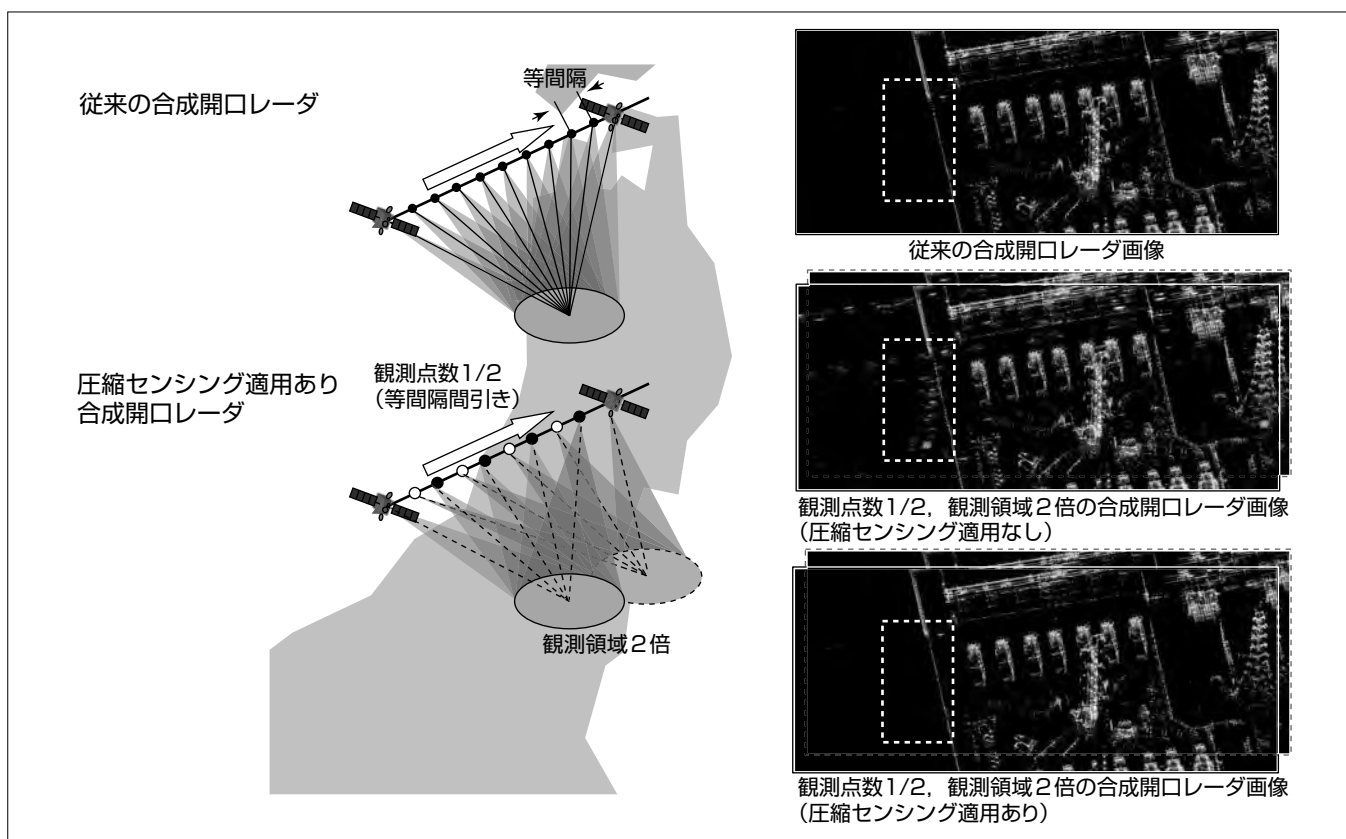 従来の合成開口レーダ
等間隔
圧縮センシング適用あり
合成開口レーダ
観測点数1/2
（等間隔間引き）
観測領域２倍
従来の合成開口レーダ画像
観測点数1/2，観測領域２倍の合成開口レーダ画像
（圧縮センシング適用なし）
観測点数1/2，観測領域２倍の合成開口レーダ画像
（圧縮センシング適用あり）